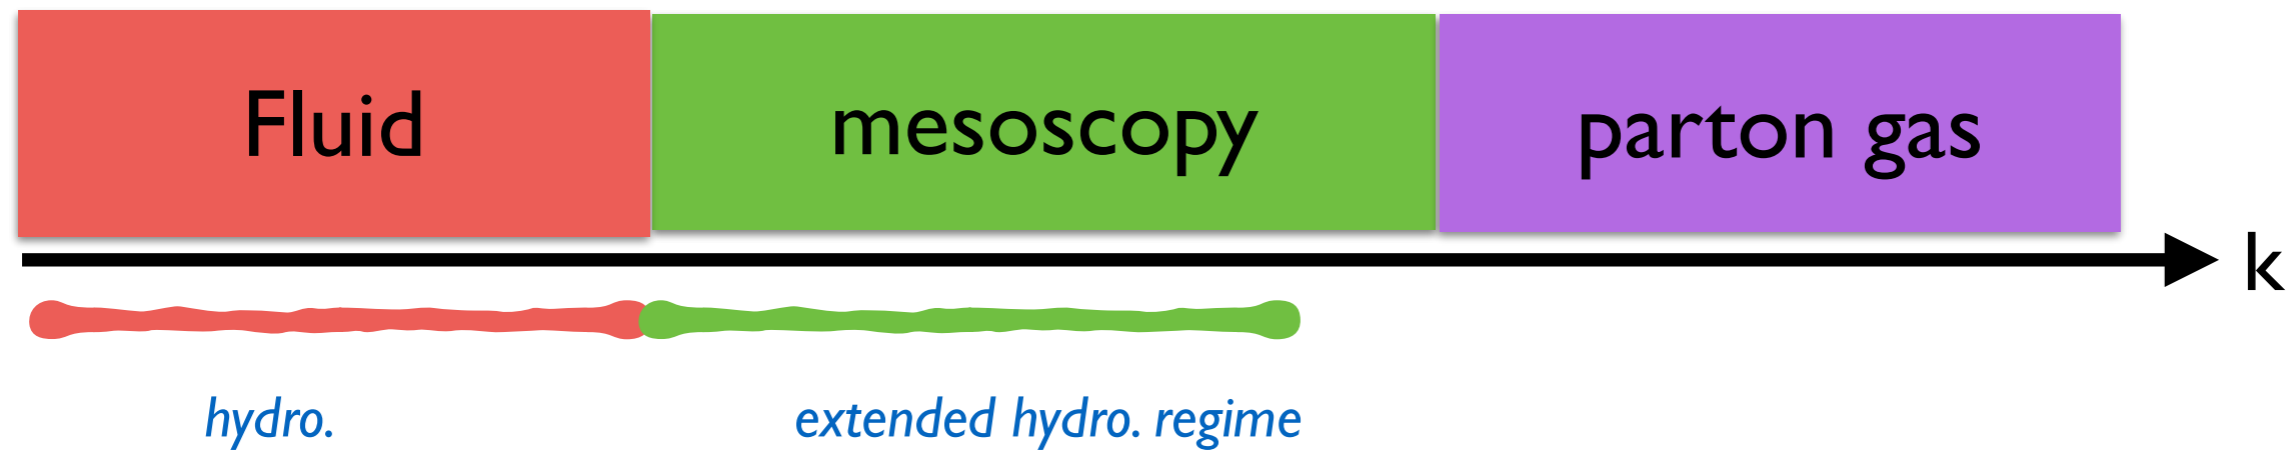 Fluid
mesoscopy
parton gas
k
hydro.
extended hydro. regime